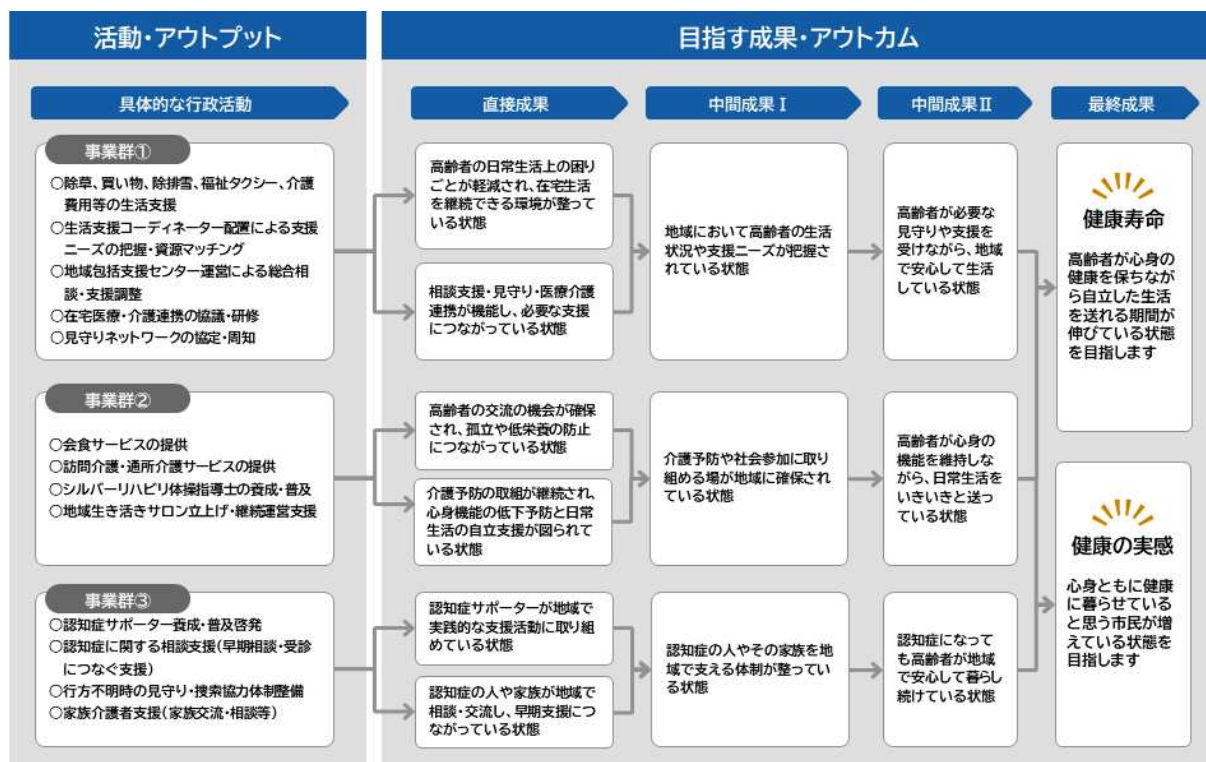 活動・アウトプット
目指す成果・アウトカム
具体的な行政活動
直接成果
中間成果Ⅰ
中間成果Ⅱ
最終成果
事業群①
○除草、買い物、除排雪、福祉タクシー、介護
費用等の生活支援
○生活支援コーディネーター配置による支援
ニーズの把握・資源マッチング
○地域包括支援センター運営による総合相
談・支援調整
○在宅医療・介護連携の協議・研修
○見守りネットワークの協定・周知
高齢者の日常生活上の困り
ごとが軽減され、在宅生活
を継続できる環境が整って
いる状態
相談支援・見守り・医療介護
連携が機能し、必要な支援
につながっている状態
地域において高齢者の生活
状況や支援ニーズが把握さ
れている状態
高齢者が必要な
見守りや支援を
受けながら、地域
で安心して生活
している状態
健康寿命
高齢者が心身の
健康を保ちなが
ら自立した生活
を送れる期間が
伸びている状態
を目指します
事業群②
○会食サービスの提供
○訪問介護・通所介護サービスの提供
○シルバーリハビリ体操指導士の養成・普及
○地域生き活きサロン立上げ・継続運営支援
高齢者の交流の機会が確保
され、孤立や低栄養の防止
につながっている状態
介護予防の取組が継続され、
心身機能の低下予防と日常
生活の自立支援が図られて
いる状態
介護予防や社会参加に取り
組める場が地域に確保され
ている状態
高齢者が心身の
機能を維持しな
がら、日常生活を
いきいきと送っ
ている状態
健康の実感
心身ともに健康
に暮らせている
と思う市民が増
えている状態を
目指します
事業群③
○認知症サポーター養成・普及啓発
○認知症に関する相談支援（早期相談・受診
につなぐ支援）
○行方不明時の見守り・捜索協力体制整備
○家族介護者支援（家族交流・相談等）
認知症サポーターが地域で
実践的な支援活動に取り組
めている状態
認知症の人や家族が地域で
相談・交流し、早期支援につ
ながっている状態
認知症の人やその家族を地
域で支える体制が整ってい
る状態
認知症になって
も高齢者が地域
で安心して暮らし
続けている状態